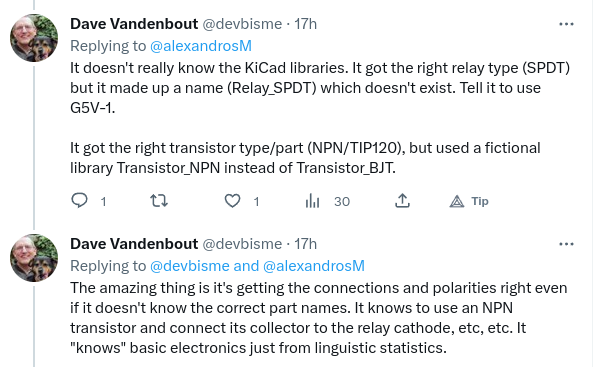 Dave Vandenbout @devbisme · 17h
Replying to @alexandrosM
It doesn't really know the KiCad libraries. It got the right relay type (SPDT)
but it made up a name (Relay_SPDT) which doesn't exist. Tell it to use
G5V-1.
It got the right transistor type/part (NPN/TIP120), but used a fictional
library Transistor_NPN instead of Transistor_BJT.
1 1 30 Tip
Dave Vandenbout @devbisme · 17h
Replying to @devbisme and @alexandrosM
The amazing thing is it's getting the connections and polarities right even
if it doesn't know the correct part names. It knows to use an NPN
transistor and connect its collector to the relay cathode, etc, etc. It
"knows" basic electronics just from linguistic statistics.